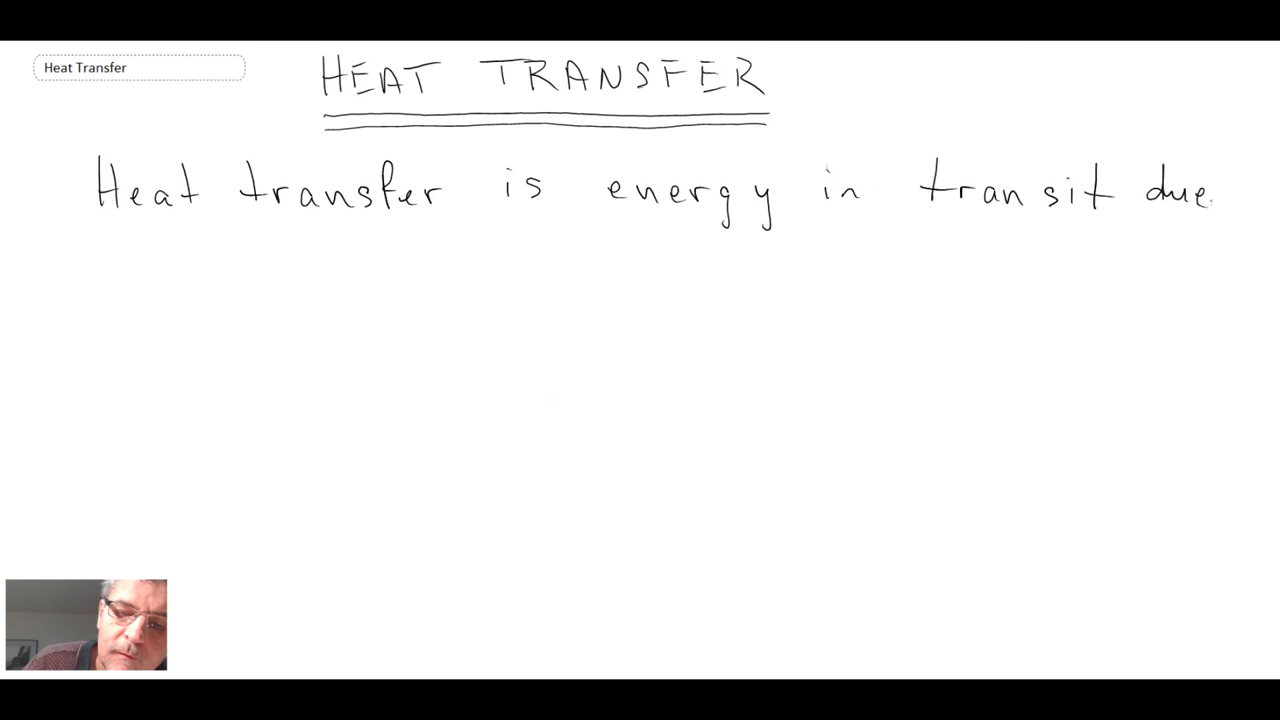 Heat Transfer
HEAT TRANSFER
Heat transfer is energy in transit due